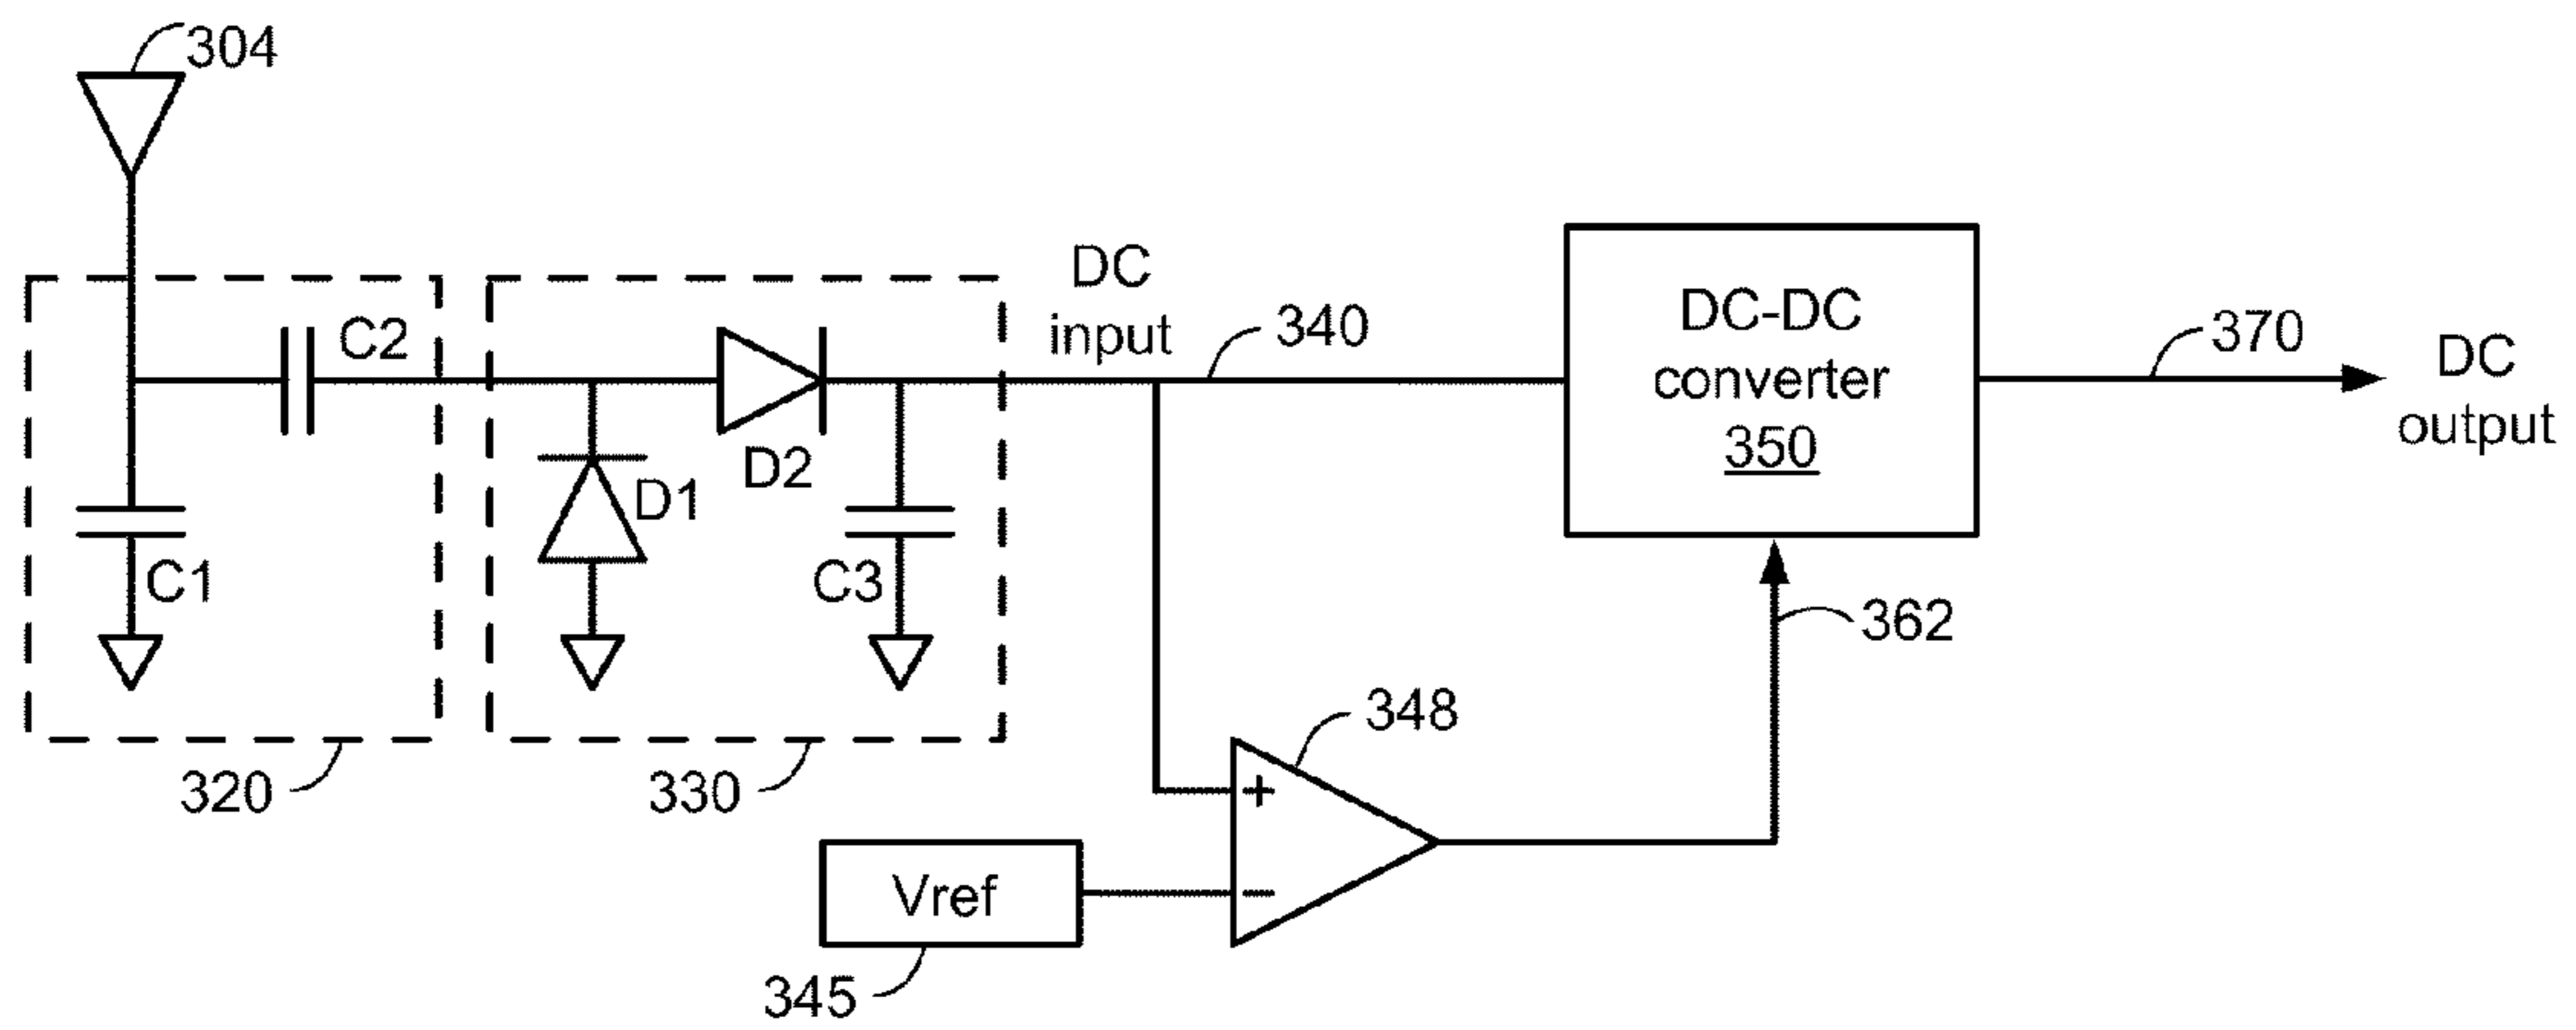 304
DC
input
340
DC-DC
converter
350
370
DC
output
C2
D2
D1
C1
C3
362
320
330
348
+
−
Vref
345